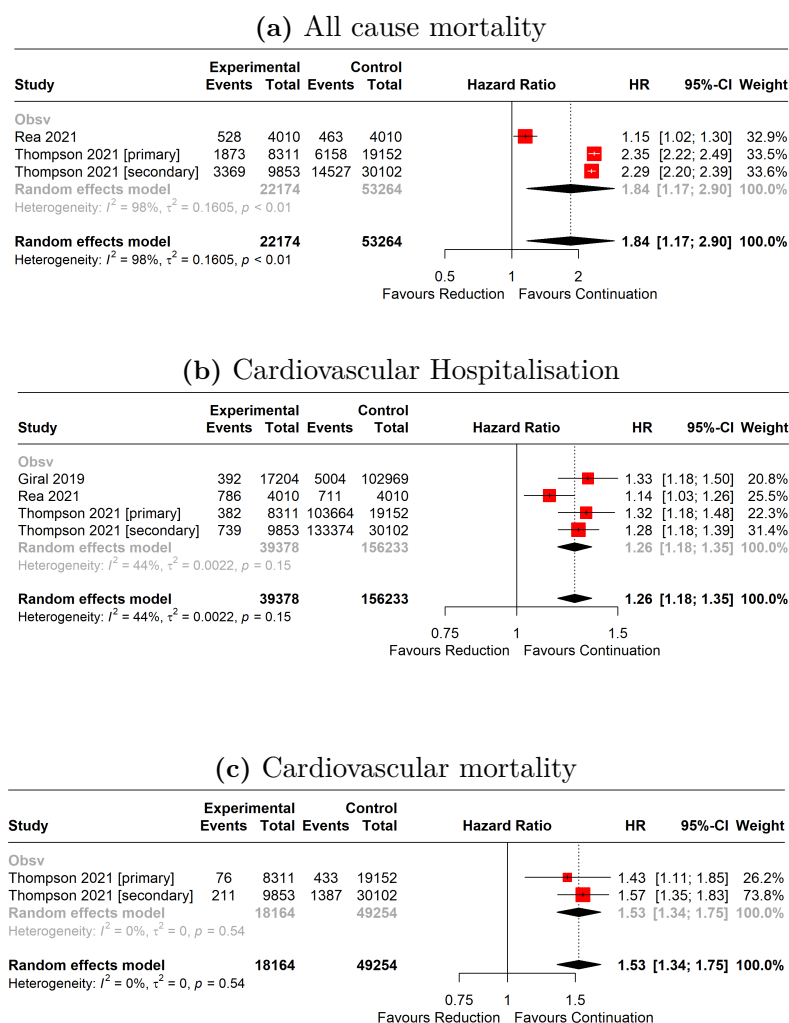 (a) All cause mortality
Experimental Control
Study Events Total Events Total Hazard Ratio HR 95%-CI Weight
Obsv
Rea 2021 528 4010 463 4010 1.15 [1.02; 1.30] 32.9%
Thompson 2021 [primary] 1873 8311 6158 19152 2.35 [2.22; 2.49] 33.5%
Thompson 2021 [secondary] 3369 9853 14527 30102 2.29 [2.20; 2.39] 33.6%
Random effects model 22174 53264 1.84 [1.17; 2.90] 100.0%
Heterogeneity: I² = 98%, τ² = 0.1605, p < 0.01
Random effects model 22174 53264 1.84 [1.17; 2.90] 100.0%
Heterogeneity: I² = 98%, τ² = 0.1605, p < 0.01
0.5 1 2
Favours Reduction Favours Continuation
(b) Cardiovascular Hospitalisation
Experimental Control
Study Events Total Events Total Hazard Ratio HR 95%-CI Weight
Obsv
Giral 2019 392 17204 5004 102969 1.33 [1.18; 1.50] 20.8%
Rea 2021 786 4010 711 4010 1.14 [1.03; 1.26] 25.5%
Thompson 2021 [primary] 382 8311 103664 19152 1.32 [1.18; 1.48] 22.3%
Thompson 2021 [secondary] 739 9853 133374 30102 1.28 [1.18; 1.39] 31.4%
Random effects model 39378 156233 1.26 [1.18; 1.35] 100.0%
Heterogeneity: I² = 44%, τ² = 0.0022, p = 0.15
Random effects model 39378 156233 1.26 [1.18; 1.35] 100.0%
Heterogeneity: I² = 44%, τ² = 0.0022, p = 0.15
0.75 1 1.5
Favours Reduction Favours Continuation
(c) Cardiovascular mortality
Experimental Control
Study Events Total Events Total Hazard Ratio HR 95%-CI Weight
Obsv
Thompson 2021 [primary] 76 8311 433 19152 1.43 [1.11; 1.85] 26.2%
Thompson 2021 [secondary] 211 9853 1387 30102 1.57 [1.35; 1.83] 73.8%
Random effects model 18164 49254 1.53 [1.34; 1.75] 100.0%
Heterogeneity: I² = 0%, τ² = 0, p = 0.54
Random effects model 18164 49254 1.53 [1.34; 1.75] 100.0%
Heterogeneity: I² = 0%, τ² = 0, p = 0.54
0.75 1 1.5
Favours Reduction Favours Continuation